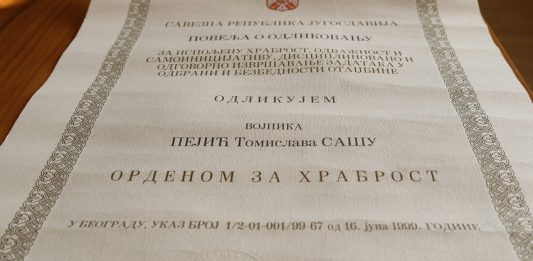 САВЕЗНА РЕПУБЛИКА ЈУГОСЛАВИЈА
ПОВЕЉА О ОДЛИКОВАЊУ
ЗА ИСПОЉЕНУ ХРАБРОСТ, ОДВАЖНОСТ И
САМОИНИЦИЈАТИВУ, ДИСЦИПЛИНОВАНО И
ОДГОВОРНО ИЗВРШАВАЊЕ ЗАДАТАКА У
ОДБРАНИ И БЕЗБЕДНОСТИ ОТАЏБИНЕ
ОДЛИКУЈЕМ
ВОЈНИКА
ПЕЈИЋ Томислава САШУ
ОРДЕНОМ ЗА ХРАБРОСТ
У БЕОГРАДУ, УКАЗ БРОЈ 1/2-01-001/99-67 од 16. јуна 1999. ГОДИНЕ